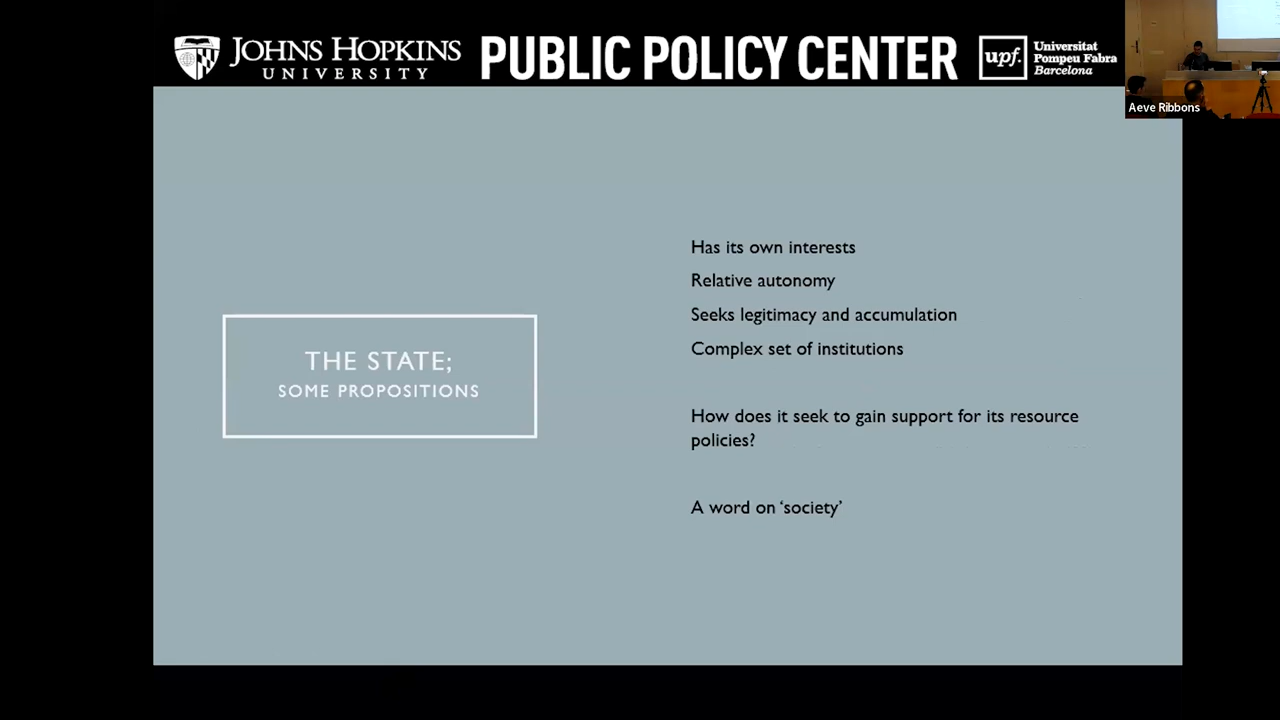 JOHNS HOPKINS
UNIVERSITY
PUBLIC POLICY CENTER
upf.
Universitat
Pompeu Fabra
Barcelona
Aeve Ribbons
THE STATE;
SOME PROPOSITIONS
Has its own interests
Relative autonomy
Seeks legitimacy and accumulation
Complex set of institutions
How does it seek to gain support for its resource
policies?
A word on ‘society’